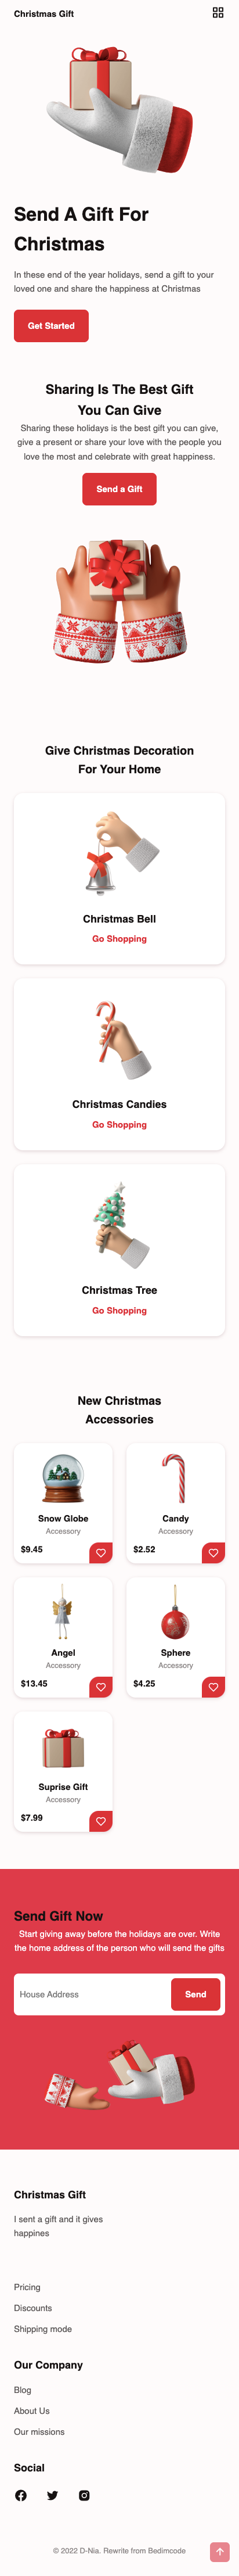 Christmas Gift
Send A Gift For
Christmas
In these end of the year holidays, send a gift to your
loved one and share the happiness at Christmas
Get Started
Sharing Is The Best Gift
You Can Give
Sharing these holidays is the best gift you can give,
give a present or share your love with the people you
love the most and celebrate with great happiness.
Send a Gift
Give Christmas Decoration
For Your Home
Christmas Bell
Go Shopping
Christmas Candies
Go Shopping
Christmas Tree
Go Shopping
New Christmas
Accessories
Snow Globe
Accessory
$9.45
Candy
Accessory
$2.52
Angel
Accessory
$13.45
Sphere
Accessory
$4.25
Suprise Gift
Accessory
$7.99
Send Gift Now
Start giving away before the holidays are over. Write
the home address of the person who will send the gifts
House Address
Send
Christmas Gift
I sent a gift and it gives
happines
Pricing
Discounts
Shipping mode
Our Company
Blog
About Us
Our missions
Social
© 2022 D-Nia. Rewrite from Bedimcode